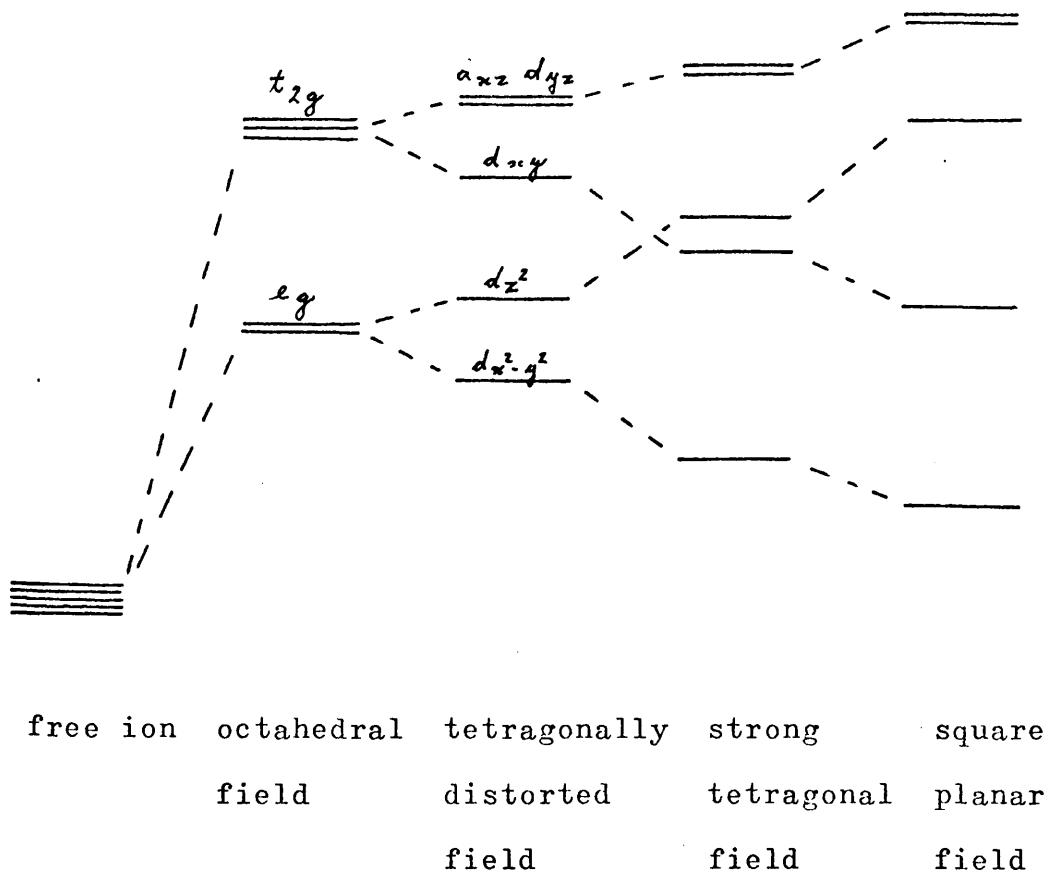 t2g
axz dyz
dxy
eg
dz²
dx²-y²
free ion octahedral tetragonally strong square
field distorted tetragonal planar
field field field